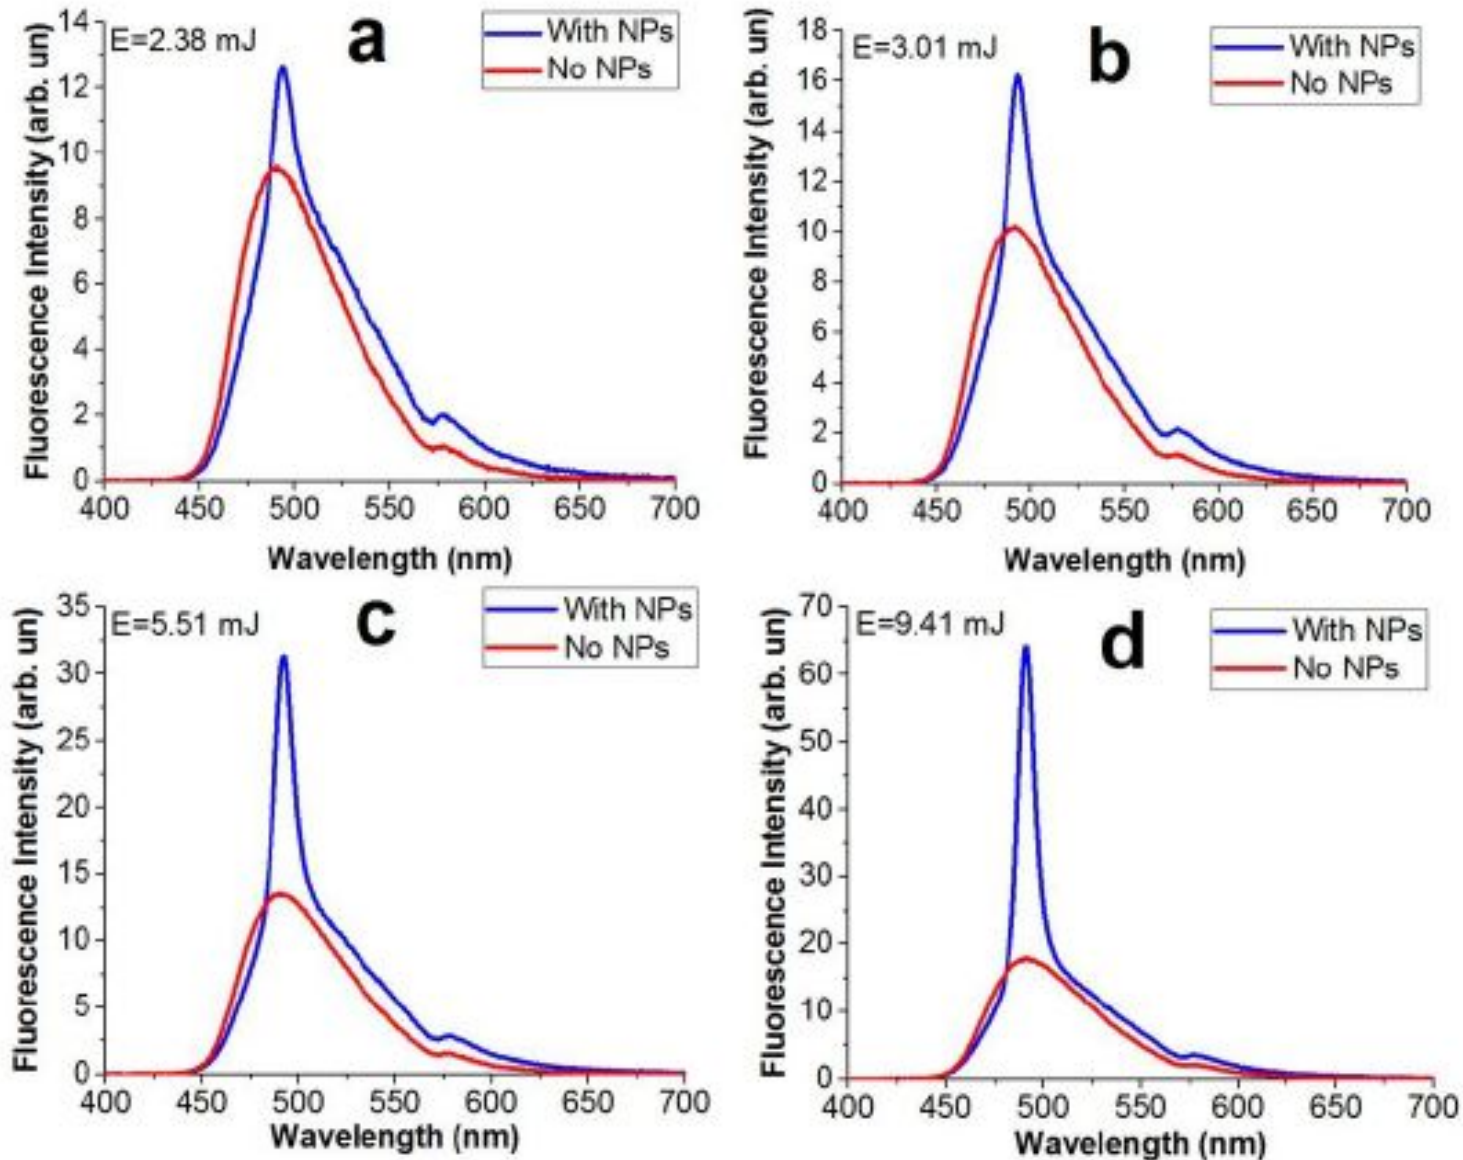 E=2.38 mJ
a
With NPs
No NPs
Fluorescence Intensity (arb. un)
14
12
10
8
6
4
2
0
400 450 500 550 600 650 700
Wavelength (nm)
E=3.01 mJ
b
With NPs
No NPs
Fluorescence Intensity (arb. un)
18
16
14
12
10
8
6
4
2
0
400 450 500 550 600 650 700
Wavelength (nm)
E=5.51 mJ
c
With NPs
No NPs
Fluorescence Intensity (arb. un)
35
30
25
20
15
10
5
0
400 450 500 550 600 650 700
Wavelength (nm)
E=9.41 mJ
d
With NPs
No NPs
Fluorescence Intensity (arb. un)
70
60
50
40
30
20
10
0
400 450 500 550 600 650 700
Wavelength (nm)